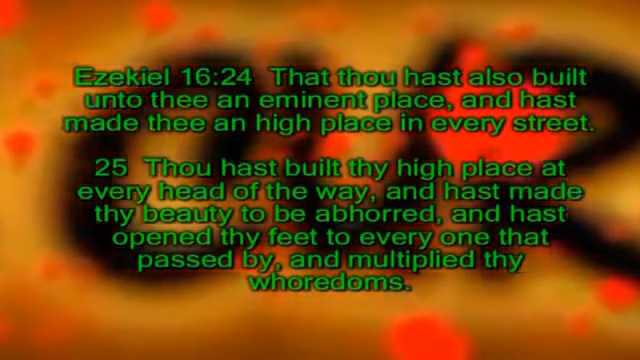 Ezekiel 16:24 That thou hast also built
unto thee an eminent place, and hast
made thee an high place in every street.
25 Thou hast built thy high place at
every head of the way, and hast made
thy beauty to be abhorred, and hast
opened thy feet to every one that
passed by, and multiplied thy
whoredoms.